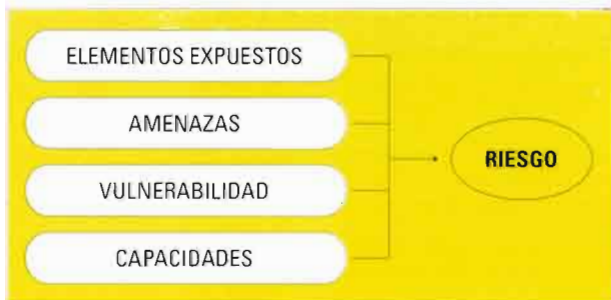 ELEMENTOS EXPUESTOS
AMENAZAS
VULNERABILIDAD
CAPACIDADES
RIESGO